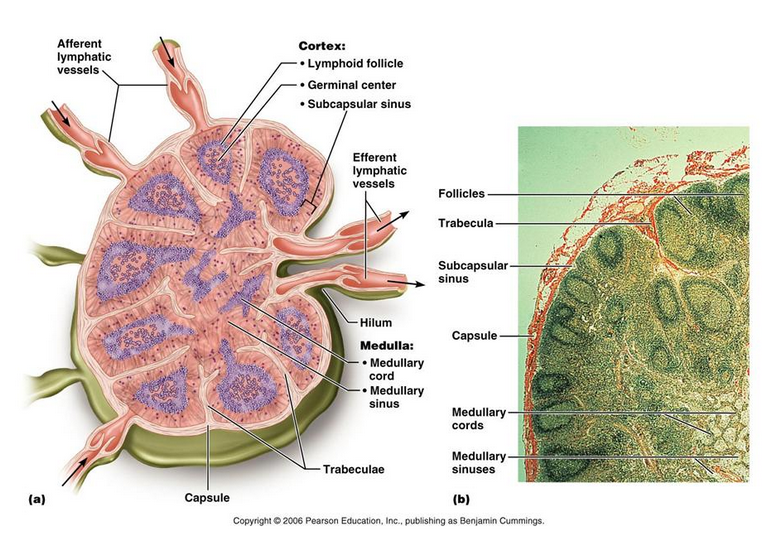 Afferent
lymphatic
vessels
Cortex:
• Lymphoid follicle
• Germinal center
• Subcapsular sinus
Efferent
lymphatic
vessels
Hilum
Medulla:
• Medullary
cord
• Medullary
sinus
Trabeculae
Capsule
(a)
Follicles
Trabecula
Subcapsular
sinus
Capsule
Medullary
cords
Medullary
sinuses
(b)
Copyright © 2006 Pearson Education, Inc., publishing as Benjamin Cummings.